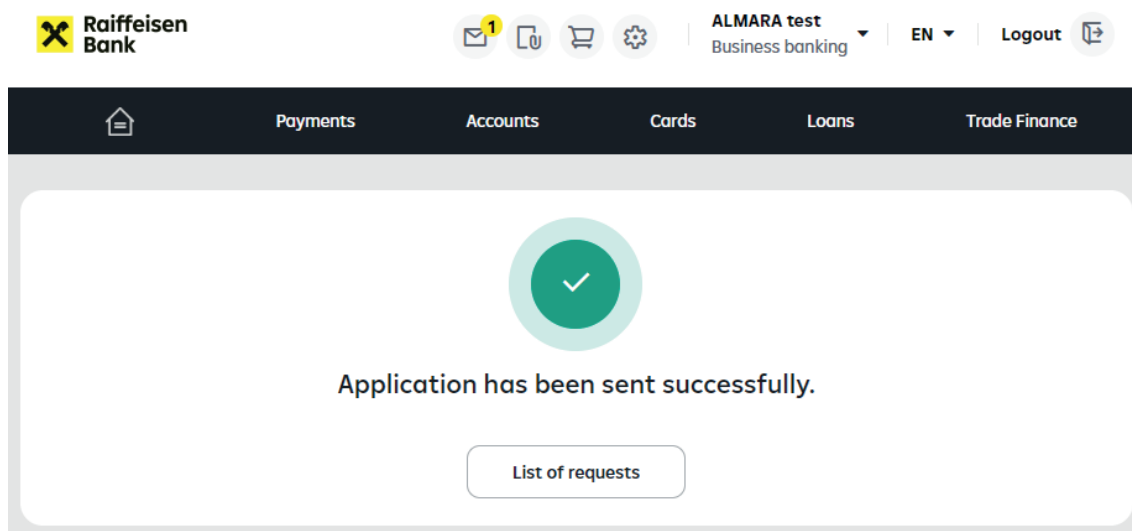 Raiffeisen
Bank
1
ALMARA test
Business banking
EN
Logout
Payments
Accounts
Cards
Loans
Trade Finance
Application has been sent successfully.
List of requests